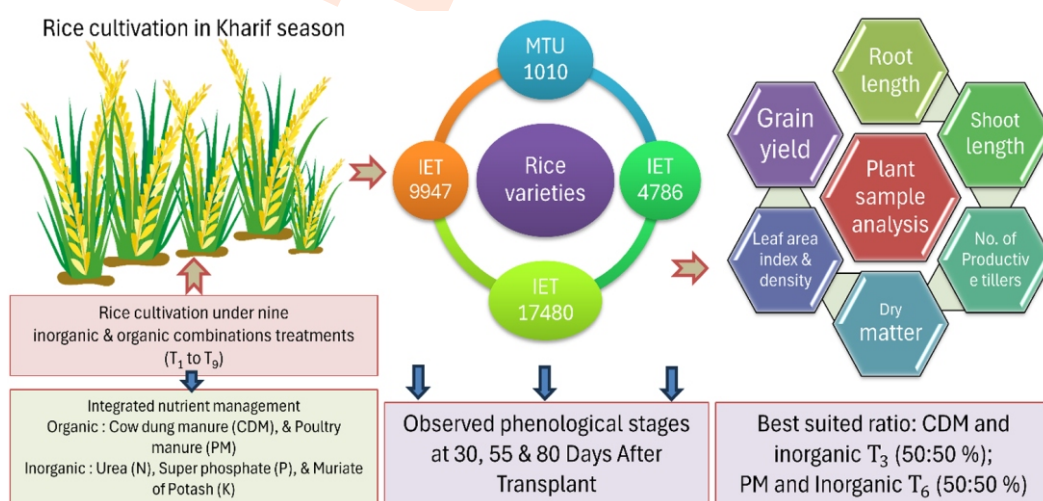 Rice cultivation in Kharif season
Rice cultivation under nine
inorganic & organic combinations treatments
(T₁ to T₉)
Integrated nutrient management
Organic : Cow dung manure (CDM), & Poultry
manure (PM)
Inorganic : Urea (N), Super phosphate (P), & Muriate
of Potash (K)
MTU
1010
IET
9947
Rice
varieties
IET
4786
IET
17480
Observed phenological stages
at 30, 55 & 80 Days After
Transplant
Root
length
Grain
yield
Shoot
length
Plant
sample
analysis
Leaf area
index &
density
No. of
Productiv
e tillers
Dry
matter
Best suited ratio: CDM and
inorganic T₃ (50:50 %);
PM and Inorganic T₆ (50:50 %)